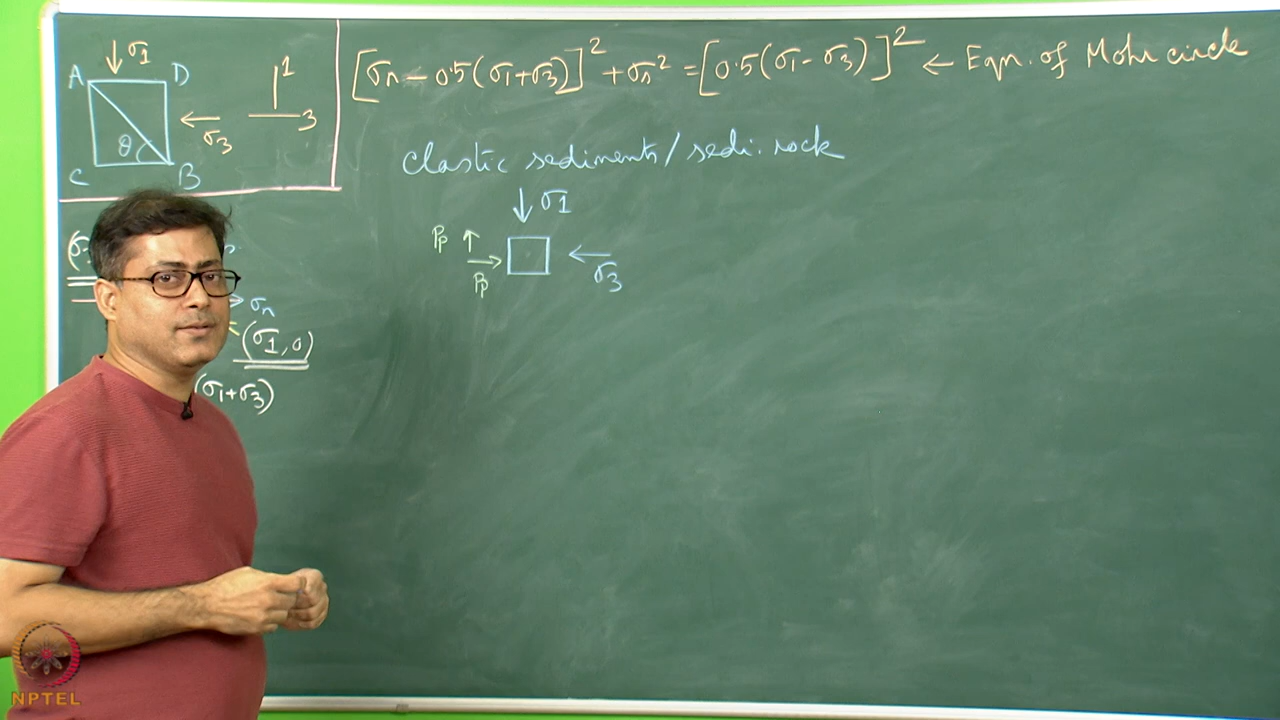 [σn - 0.5(σ1+σ3)]² + σn² = [0.5(σ1-σ3)]² ← Eqn. of Mohr circle
↓σ1
A D
←σ3
1
3
θ
C B
clastic sediments/sedi. rock
↓σ1
Pp ↑
→
Pp
←σ3
σn
(σ1,0)
(σ1+σ3)
NPTEL